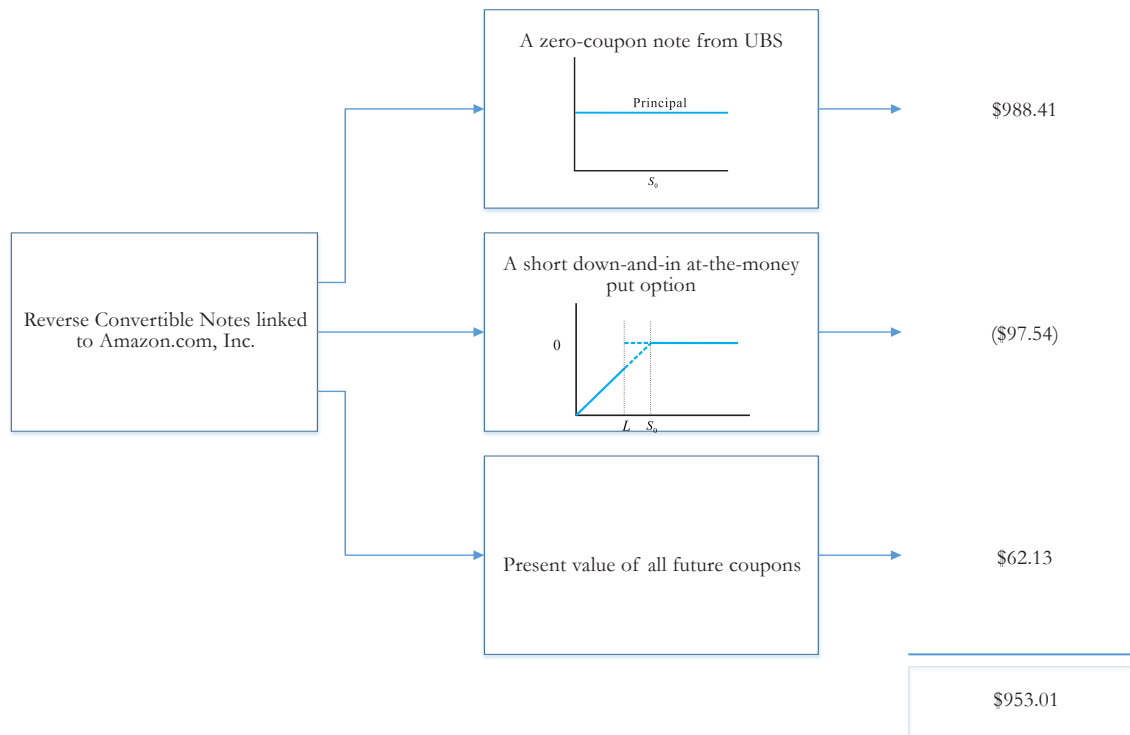 A zero-coupon note from UBS
Principal
S₀
$988.41
Reverse Convertible Notes linked
to Amazon.com, Inc.
A short down-and-in at-the-money
put option
0
L S₀
($97.54)
Present value of all future coupons
$62.13
$953.01